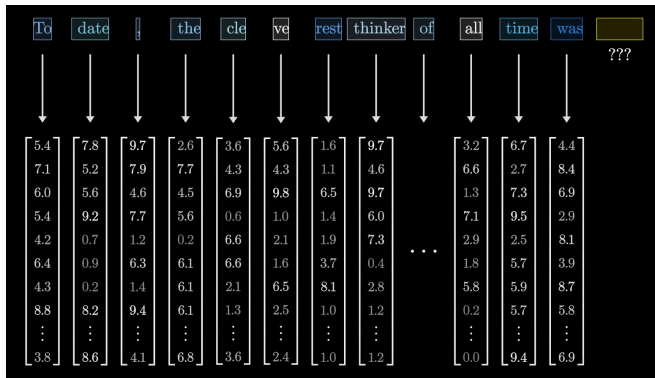 To date , the cle ve rest thinker of all time was
???
5.4 7.8 9.7 2.6 3.6 5.6 1.6 9.7 3.2 6.7 4.4
7.1 5.2 7.9 7.7 4.3 4.3 1.1 4.6 6.6 2.7 8.4
6.0 5.6 4.6 4.5 6.9 9.8 6.5 9.7 1.3 7.3 6.9
5.4 9.2 7.7 5.6 0.6 1.0 1.4 6.0 7.1 9.5 2.9
4.2 0.7 1.2 0.2 6.6 2.1 1.9 7.3 ... 2.9 2.5 8.1
6.4 0.9 6.3 6.1 6.6 1.6 3.7 0.4 1.8 5.7 3.9
4.3 0.2 1.4 6.1 2.1 6.5 8.1 2.8 5.8 5.9 8.7
8.8 8.2 9.4 6.1 1.3 2.5 1.0 1.2 0.2 5.7 5.8
⋮ ⋮ ⋮ ⋮ ⋮ ⋮ ⋮ ⋮ ⋮ ⋮ ⋮
3.8 8.6 4.1 6.8 3.6 2.4 1.0 1.2 0.0 9.4 6.9